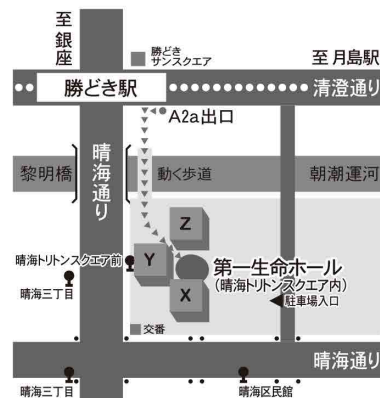 至
銀
座
勝どき
サンスクエア
至 月島駅
勝どき駅
清澄通り
A2a出口
晴海通り
黎明橋
動く歩道
朝潮運河
Z
Y
X
晴海トリトンスクエア前
第一生命ホール
(晴海トリトンスクエア内)
駐車場入口
晴海三丁目
交番
晴海通り
晴海三丁目
晴海区民館